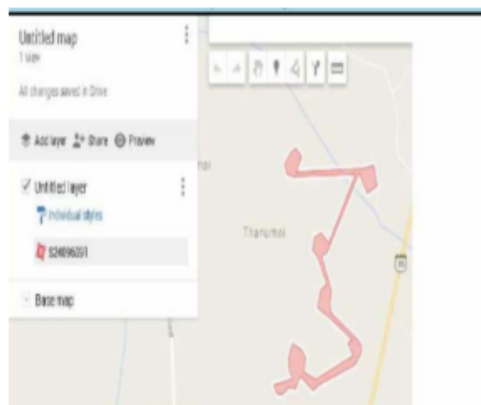 Untitled map
1 view
All changes saved in Drive
Add layer Share Preview
Untitled layer
Individual styles
Base map
Thanumoi